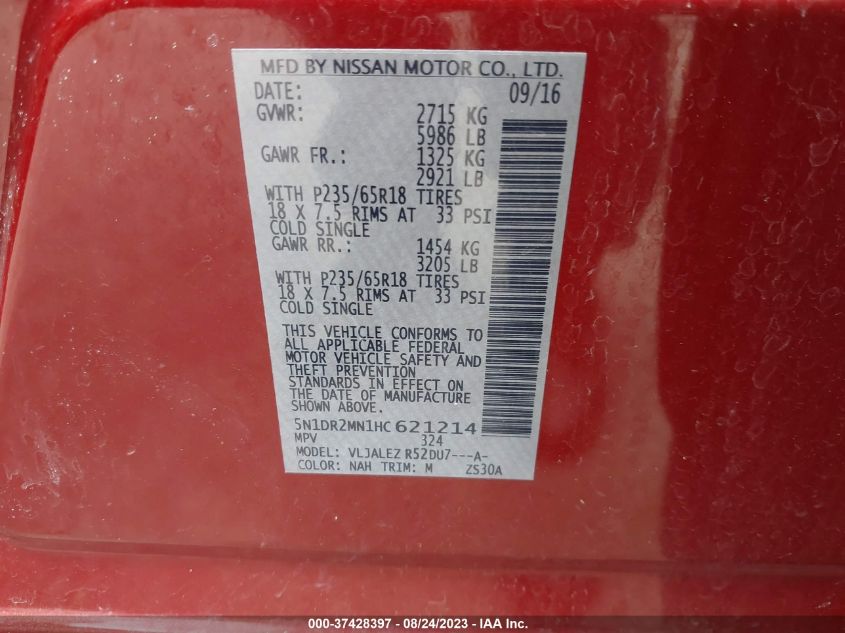 MFD BY NISSAN MOTOR CO., LTD.
DATE: 09/16
GVWR: 2715 KG
5986 LB
GAWR FR.: 1325 KG
2921 LB
WITH P235/65R18 TIRES
18 X 7.5 RIMS AT 33 PSI
COLD SINGLE
GAWR RR.: 1454 KG
3205 LB
WITH P235/65R18 TIRES
18 X 7.5 RIMS AT 33 PSI
COLD SINGLE
THIS VEHICLE CONFORMS TO
ALL APPLICABLE FEDERAL
MOTOR VEHICLE SAFETY AND
THEFT PREVENTION
STANDARDS IN EFFECT ON
THE DATE OF MANUFACTURE
SHOWN ABOVE.
5N1DR2MN1HC 621214
MPV 324
MODEL: VLJALEZ R52DU7---A-
COLOR: NAH TRIM: M ZS30A
000-37428397 - 08/24/2023 - IAA Inc.